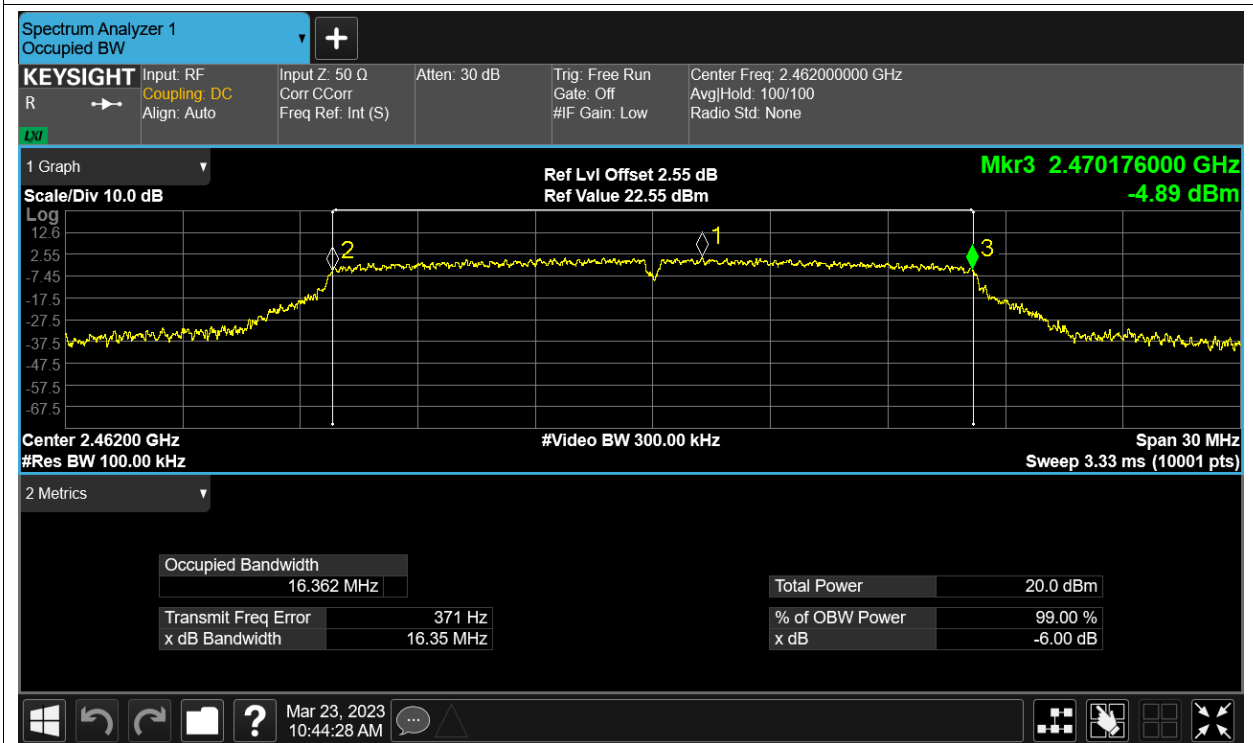 Spectrum Analyzer 1
Occupied BW
KEYSIGHT
R
LXI
Input: RF
Coupling: DC
Align: Auto
Input Z: 50 Ω
Corr CCorr
Freq Ref: Int (S)
Atten: 30 dB
Trig: Free Run
Gate: Off
#IF Gain: Low
Center Freq: 2.462000000 GHz
Avg|Hold: 100/100
Radio Std: None
1 Graph
Scale/Div 10.0 dB
Ref Lvl Offset 2.55 dB
Ref Value 22.55 dBm
Mkr3 2.470176000 GHz
-4.89 dBm
Log
12.6
2.55
-7.45
-17.5
-27.5
-37.5
-47.5
-57.5
-67.5
2
1
3
Center 2.46200 GHz
#Video BW 300.00 kHz
Span 30 MHz
#Res BW 100.00 kHz
Sweep 3.33 ms (10001 pts)
2 Metrics
Occupied Bandwidth
16.362 MHz
Transmit Freq Error 371 Hz
x dB Bandwidth 16.35 MHz
Total Power 20.0 dBm
% of OBW Power 99.00 %
x dB -6.00 dB
?
Mar 23, 2023
10:44:28 AM